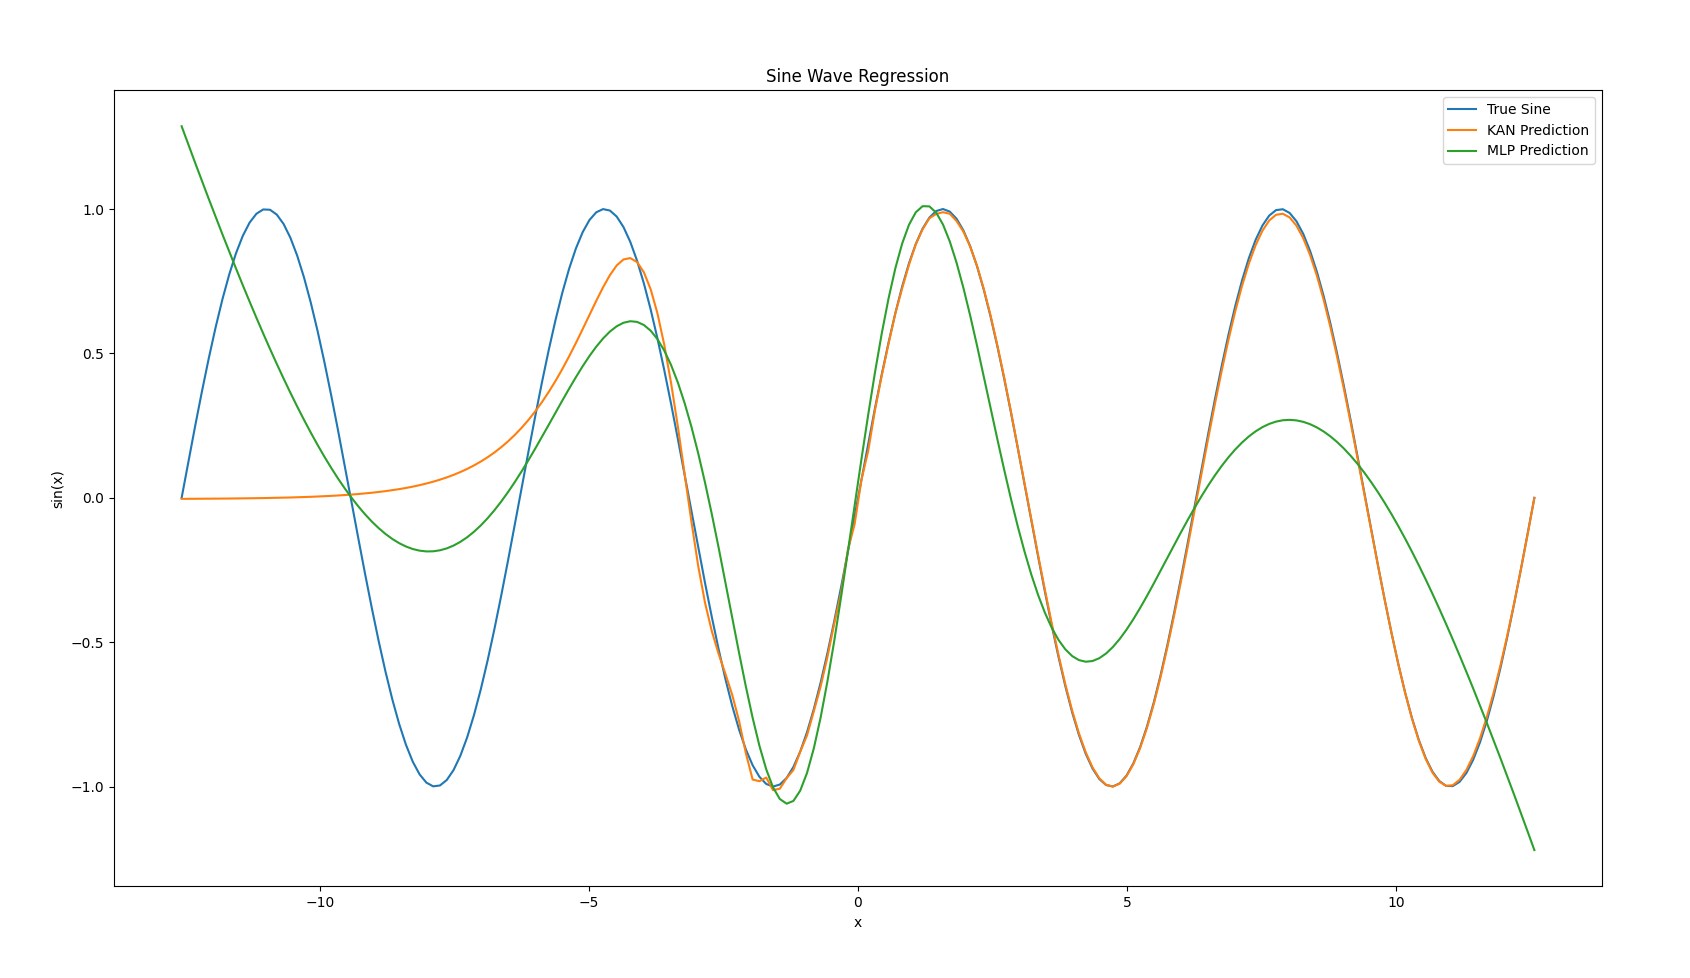 Sine Wave Regression
True Sine
KAN Prediction
MLP Prediction
1.0
0.5
0.0
−0.5
−1.0
sin(x)
−10
−5
0
5
10
x